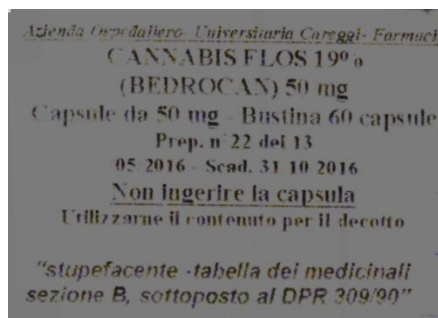 Azienda Ospedaliero- Universitaria Careggi- Farmaci
CANNABIS FLOS 19%
(BEDROCAN) 50 mg
Capsule da 50 mg - Bustina 60 capsule
Prep. n°22 del 13
05 2016 - Scad. 31 10 2016
Non ingerire la capsula
Utilizzarne il contenuto per il decotto
“stupefacente -tabella dei medicinali
sezione B, sottoposto al DPR 309/90”